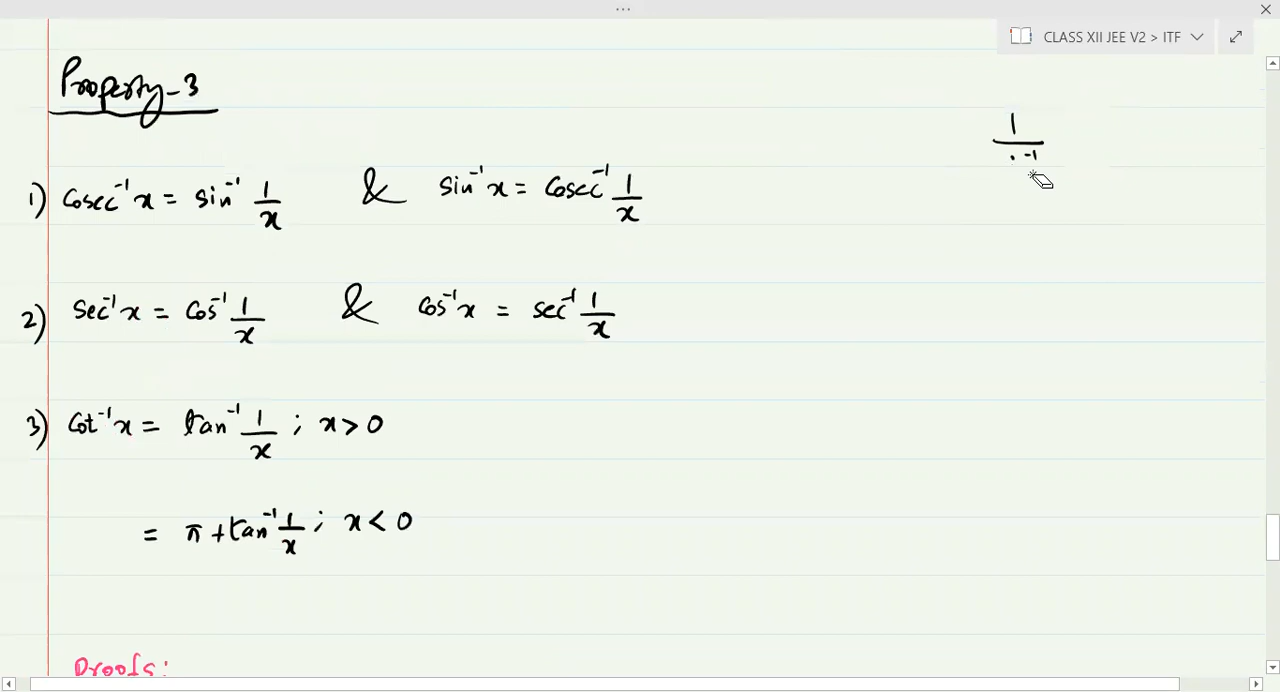 CLASS XII JEE V2 > ITF
Property-3
1
1) Cosec⁻¹x = sin⁻¹ 1/x & sin⁻¹x = Cosec⁻¹ 1/x
2) Sec⁻¹x = Cos⁻¹ 1/x & Cos⁻¹x = sec⁻¹ 1/x
3) Cot⁻¹x = tan⁻¹ 1/x ; x > 0
= π + tan⁻¹ 1/x ; x < 0
Proofs: